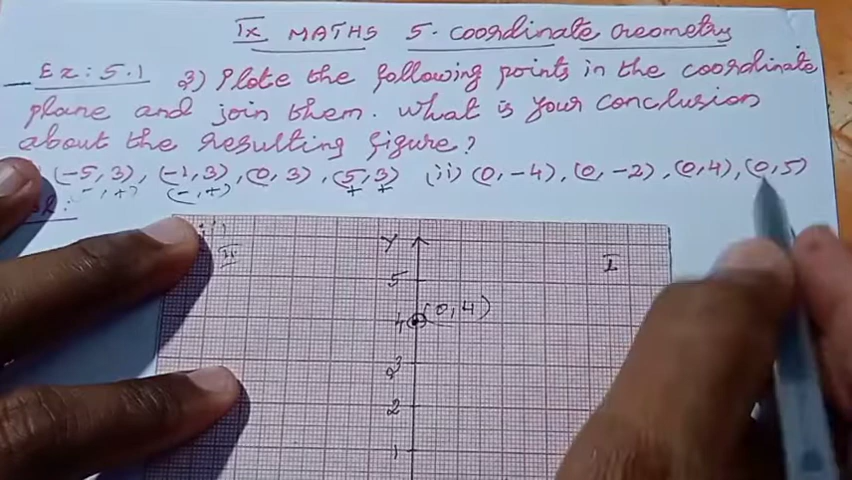 IX MATHS 5. Coordinate Geometry
Ex: 5.1 3) Plote the following points in the coordinate
plane and join them. What is your conclusion
about the resulting figure?
(-5,3), (-1,3), (0,3), (5,3) (ii) (0,-4), (0,-2), (0,4), (0,5)
-,+ (-,+) + +
II Y I
5
4 (0,4)
3
2
1